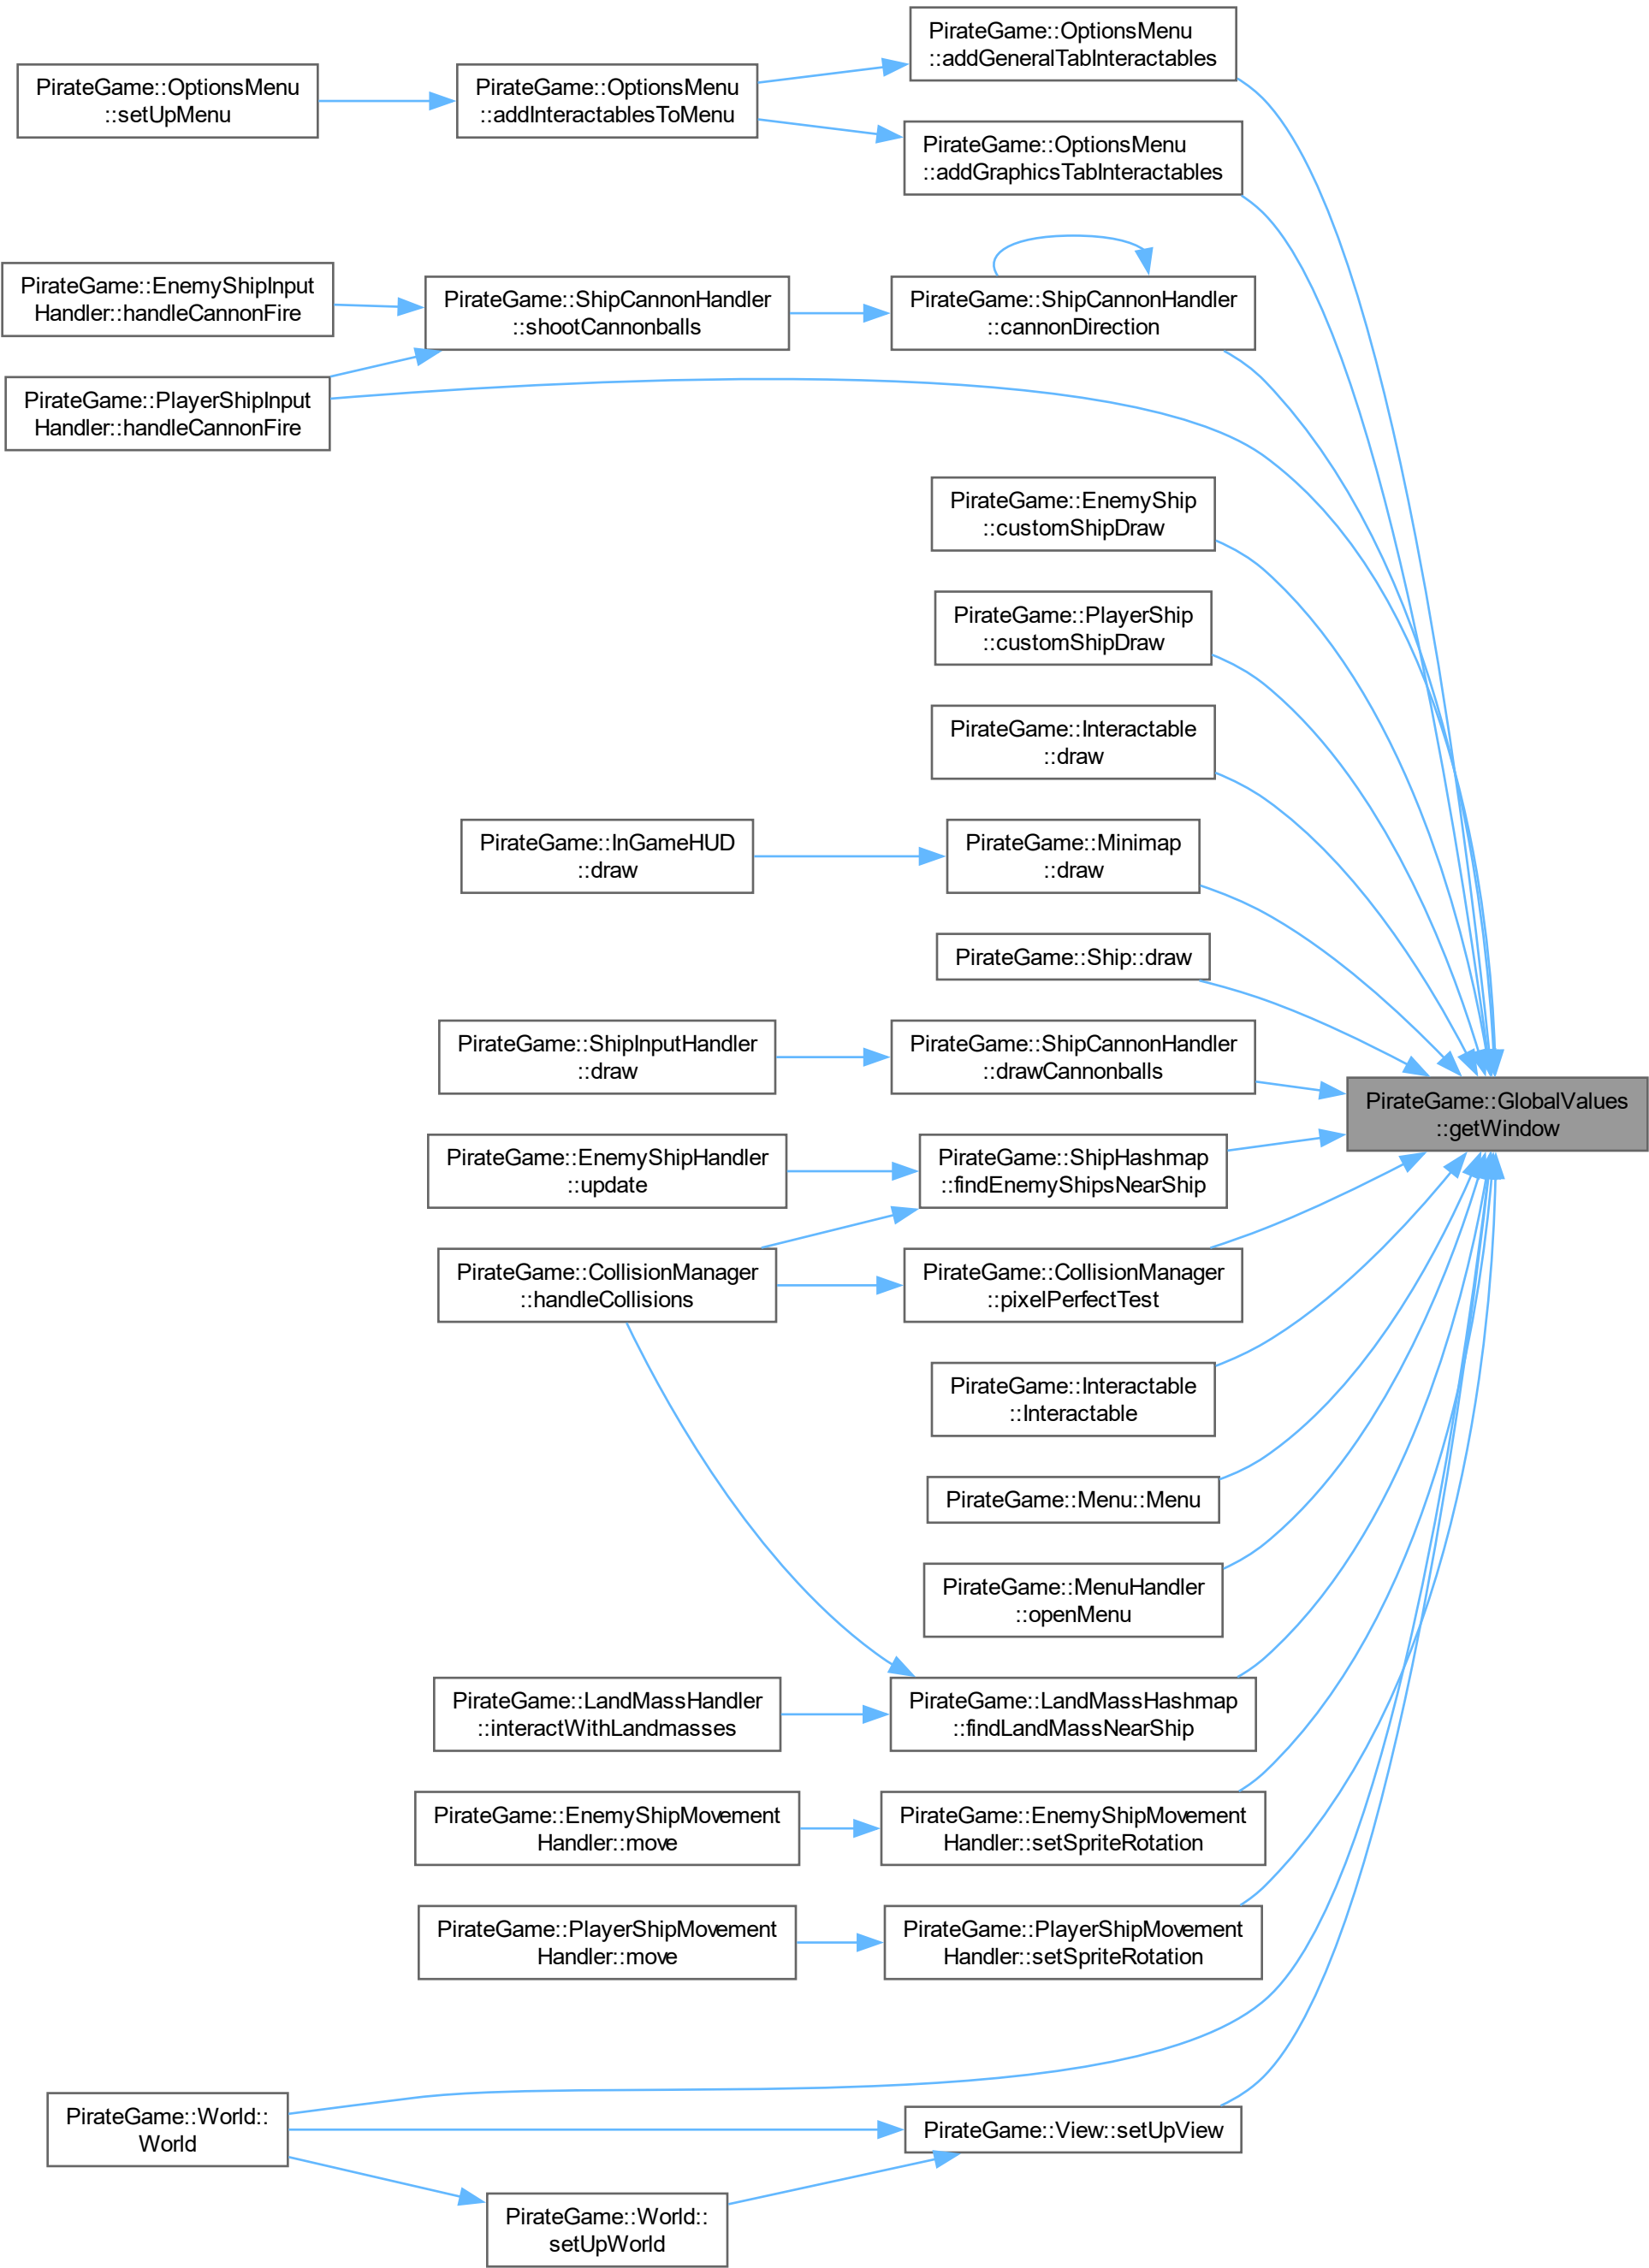 PirateGame::OptionsMenu
::addGeneralTabInteractables
PirateGame::OptionsMenu
::setUpMenu
PirateGame::OptionsMenu
::addInteractablesToMenu
PirateGame::OptionsMenu
::addGraphicsTabInteractables
PirateGame::EnemyShipInput
Handler::handleCannonFire
PirateGame::ShipCannonHandler
::shootCannonballs
PirateGame::ShipCannonHandler
::cannonDirection
PirateGame::PlayerShipInput
Handler::handleCannonFire
PirateGame::EnemyShip
::customShipDraw
PirateGame::PlayerShip
::customShipDraw
PirateGame::Interactable
::draw
PirateGame::InGameHUD
::draw
PirateGame::Minimap
::draw
PirateGame::Ship::draw
PirateGame::ShipInputHandler
::draw
PirateGame::ShipCannonHandler
::drawCannonballs
PirateGame::GlobalValues
::getWindow
PirateGame::EnemyShipHandler
::update
PirateGame::ShipHashmap
::findEnemyShipsNearShip
PirateGame::CollisionManager
::handleCollisions
PirateGame::CollisionManager
::pixelPerfectTest
PirateGame::Interactable
::Interactable
PirateGame::Menu::Menu
PirateGame::MenuHandler
::openMenu
PirateGame::LandMassHandler
::interactWithLandmasses
PirateGame::LandMassHashmap
::findLandMassNearShip
PirateGame::EnemyShipMovement
Handler::move
PirateGame::EnemyShipMovement
Handler::setSpriteRotation
PirateGame::PlayerShipMovement
Handler::move
PirateGame::PlayerShipMovement
Handler::setSpriteRotation
PirateGame::World::
World
PirateGame::View::setUpView
PirateGame::World::
setUpWorld